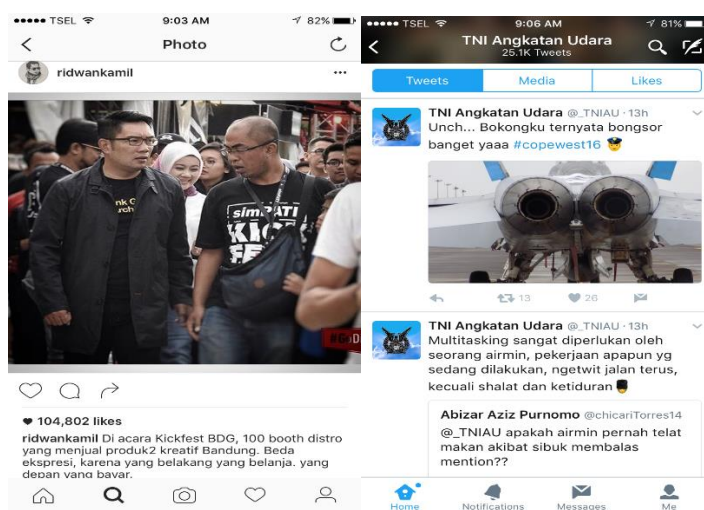 TSEL 9:03 AM 82%
Photo
ridwankamil
simPATI
KICK
FEST
104,802 likes
ridwankamil Di acara Kickfest BDG, 100 booth distro
yang menjual produk2 kreatif Bandung. Beda
ekspresi, karena yang belakang yang belanja. yang
depan yang bayar.
TSEL 9:06 AM 81%
TNI Angkatan Udara
25.1K Tweets
Tweets Media Likes
TNI Angkatan Udara @_TNIAU · 13h
Unch... Bokongku ternyata bongsor
banget yaaa #copewest16
13 26
TNI Angkatan Udara @_TNIAU · 13h
Multitasking sangat diperlukan oleh
seorang airmin, pekerjaan apapun yg
sedang dilakukan, ngetwit jalan terus,
kecuali shalat dan ketiduran
Abizar Aziz Purnomo @chicariTorres14
@_TNIAU apakah airmin pernah telat
makan akibat sibuk membalas
mention??
Home Notifications Messages Me